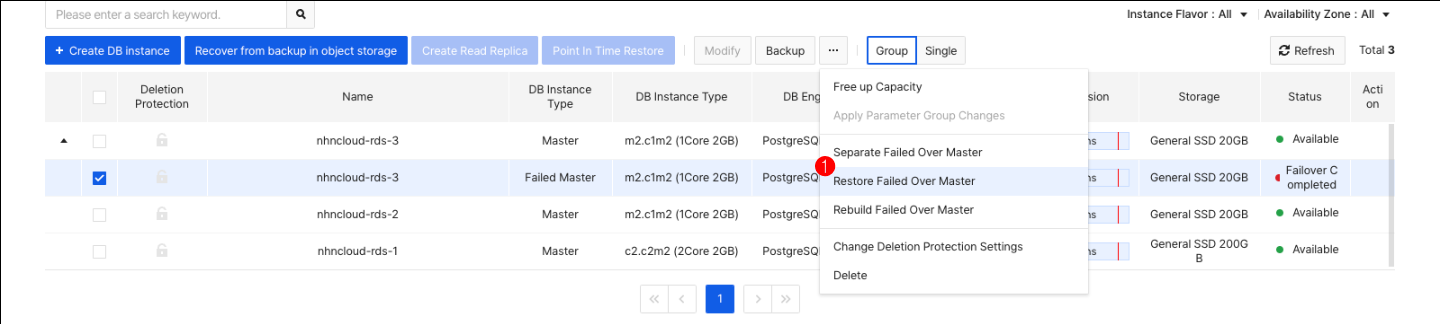 Please enter a search keyword.
Instance Flavor : All
Availability Zone : All
+ Create DB instance
Recover from backup in object storage
Create Read Replica
Point In Time Restore
Modify
Backup
...
Group
Single
Refresh
Total 3
Deletion
Protection
Name
DB Instance
Type
DB Instance Type
DB Eng
sion
Storage
Status
Acti
on
nhncloud-rds-3
Master
m2.c1m2 (1Core 2GB)
PostgreSQ
ns
General SSD 20GB
Available
nhncloud-rds-3
Failed Master
m2.c1m2 (1Core 2GB)
PostgreSQ
ns
General SSD 20GB
Failover C
ompleted
nhncloud-rds-2
Master
m2.c1m2 (1Core 2GB)
PostgreSQ
ns
General SSD 20GB
Available
nhncloud-rds-1
Master
c2.c2m2 (2Core 2GB)
PostgreSQ
ns
General SSD 200G
B
Available
Free up Capacity
Apply Parameter Group Changes
Separate Failed Over Master
1
Restore Failed Over Master
Rebuild Failed Over Master
Change Deletion Protection Settings
Delete
1